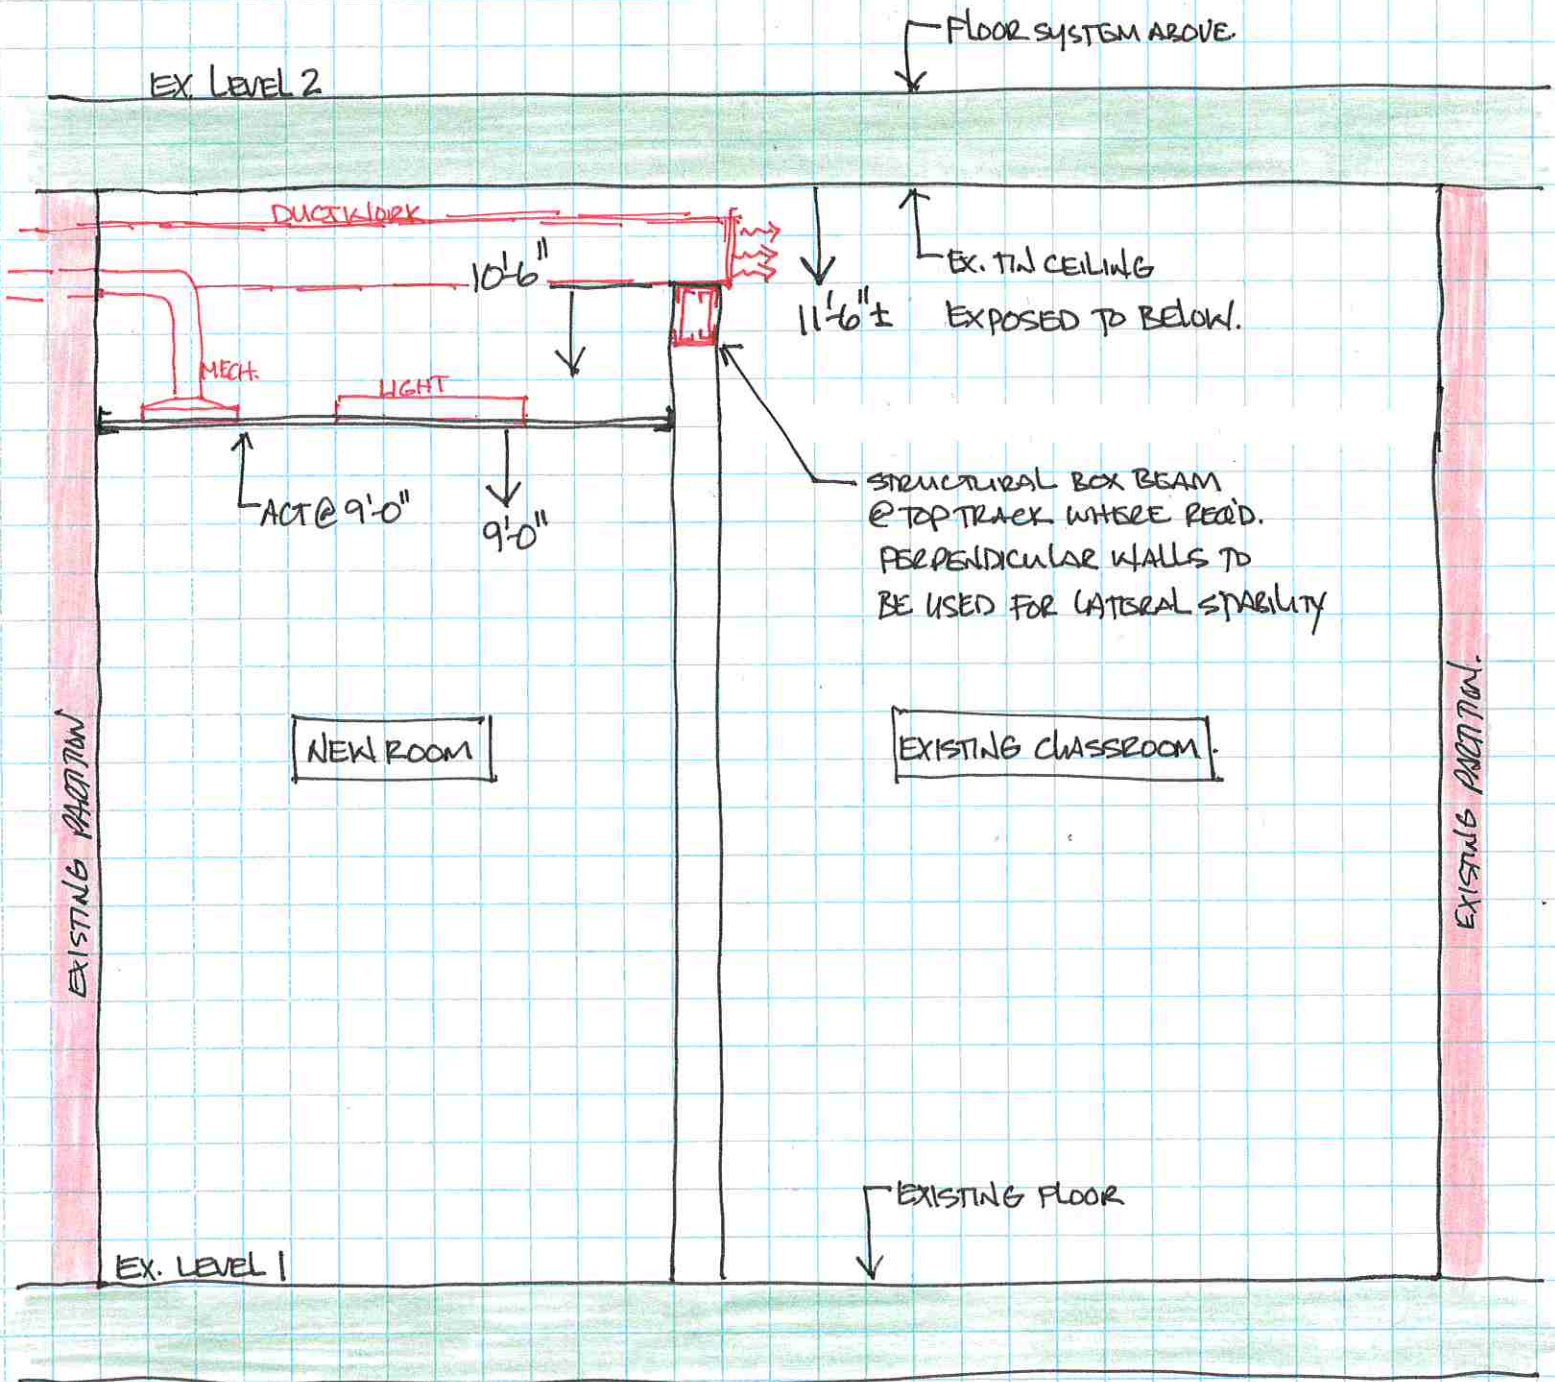 FLOOR SYSTEM ABOVE
EX. LEVEL 2
DUCTWORK
10'-6"
EX. TIN CEILING
EXPOSED TO BELOW.
11'-6"±
MECH.
LIGHT
ACT @ 9'-0"
9'-0"
STRUCTURAL BOX BEAM
@ TOP TRACK WHERE REQ'D.
PERPENDICULAR WALLS TO
BE USED FOR LATERAL STABILITY
NEW ROOM
EXISTING CLASSROOM.
EXISTING PARTITION
EXISTING PARTITION.
EXISTING FLOOR
EX. LEVEL 1